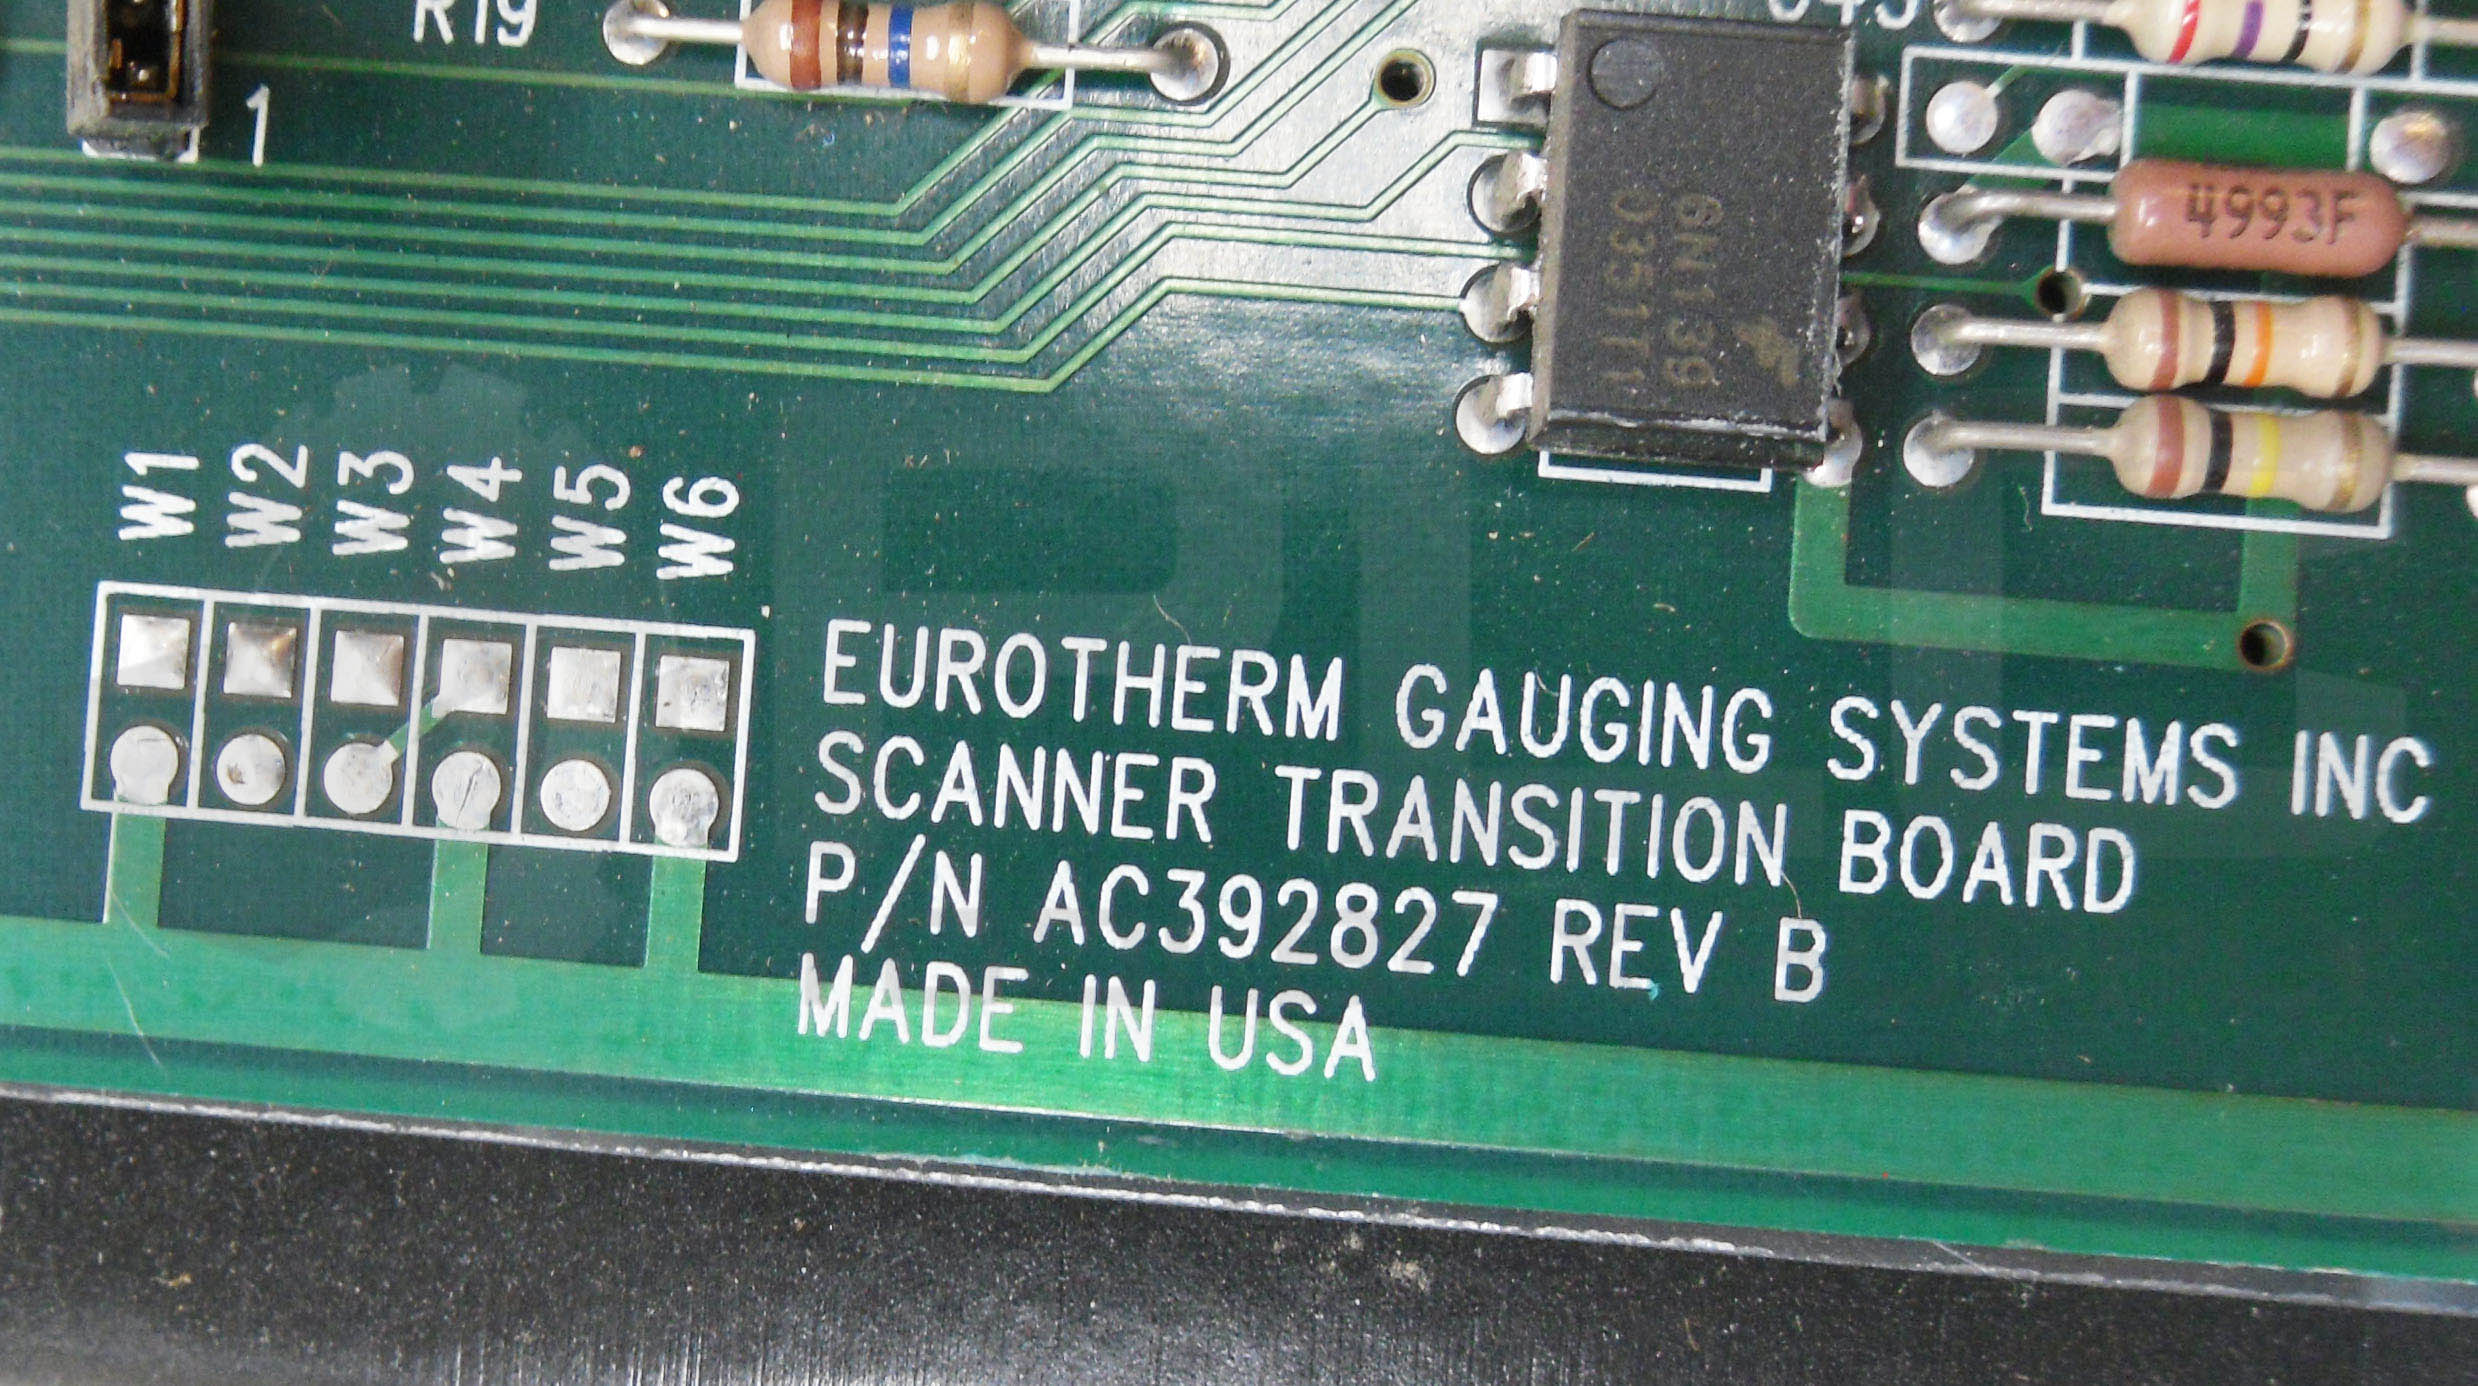 R19
1
4993F
6N139
0351T1
W1
W2
W3
W4
W5
W6
EUROTHERM GAUGING SYSTEMS INC
SCANNER TRANSITION BOARD
P/N AC392827 REV B
MADE IN USA